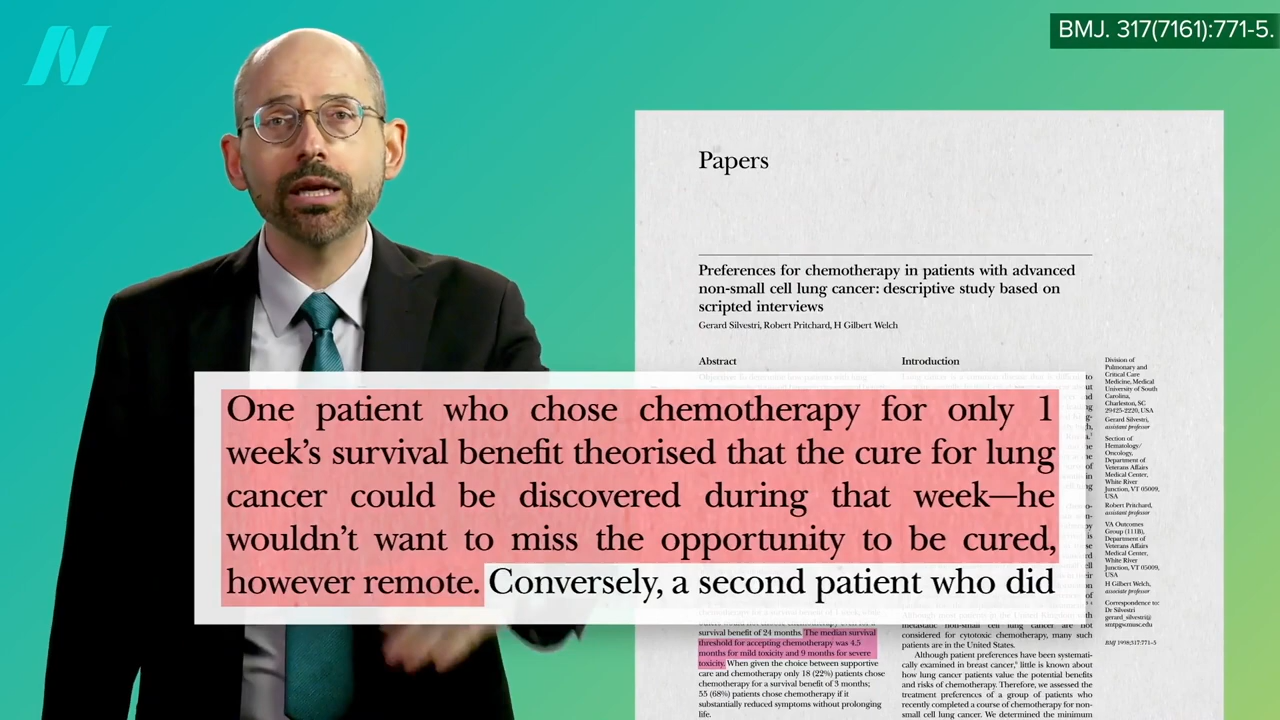 BMJ. 317(7161):771-5.
Papers
Preferences for chemotherapy in patients with advanced
non-small cell lung cancer: descriptive study based on
scripted interviews
Gerard Silvestri, Robert Pritchard, H Gilbert Welch
Abstract
Introduction
One patient who chose chemotherapy for only 1
week's survival benefit theorised that the cure for lung
cancer could be discovered during that week—he
wouldn't want to miss the opportunity to be cured,
however remote. Conversely, a second patient who did
survival benefit of 24 months. The median survival
threshold for accepting chemotherapy was 4.5
months for mild toxicity and 9 months for severe
toxicity. When given the choice between supportive
care and chemotherapy only 18 (22%) patients chose
chemotherapy for a survival benefit of 3 months;
55 (68%) patients chose chemotherapy if it
substantially reduced symptoms without prolonging
life.
metastatic non-small cell lung cancer are not
considered for cytotoxic chemotherapy, many such
patients are in the United States.
Although patient preferences have been systemati-
cally examined in breast cancer,⁶ little is known about
how lung cancer patients value the potential benefits
and risks of chemotherapy. Therefore, we assessed the
treatment preferences of a group of patients who
recently completed a course of chemotherapy for non-
small cell lung cancer. We determined the minimum
Division of
Pulmonary and
Critical Care
Medicine, Medical
University of South
Carolina,
Charleston, SC
29425-2220, USA
Gerard Silvestri,
assistant professor
Section of
Hematology/
Oncology,
Department of
Veterans Affairs
Medical Center,
White River
Junction, VT 05009,
USA
Robert Pritchard,
assistant professor
VA Outcomes
Group (111B),
Department of
Veterans Affairs
Medical Center,
White River
Junction, VT 05009,
USA
H Gilbert Welch,
associate professor
Correspondence to:
Dr Silvestri
gerard_silvestri@
smtpgw.musc.edu
BMJ 1998;317:771–5